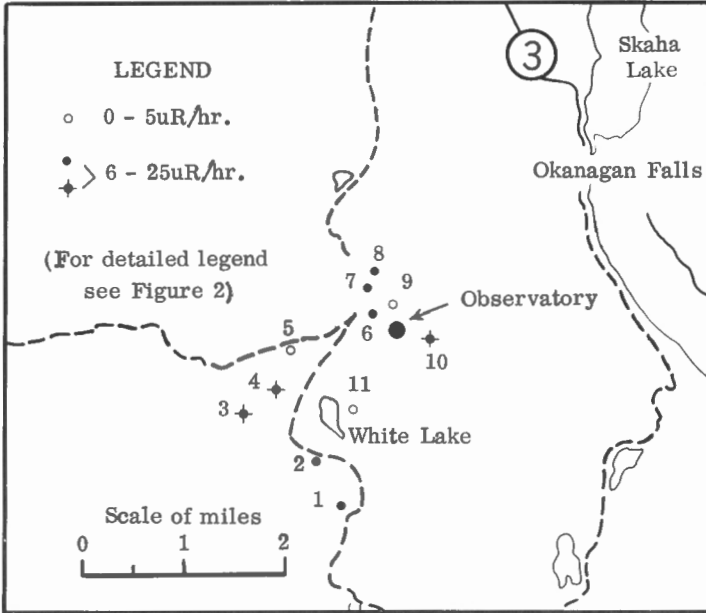 LEGEND
0 - 5uR/hr.
6 - 25uR/hr.
(For detailed legend
see Figure 2)
3
Skaha
Lake
Okanagan Falls
8
7
9
Observatory
6
5
10
4
11
3
White Lake
2
1
Scale of miles
0 1 2